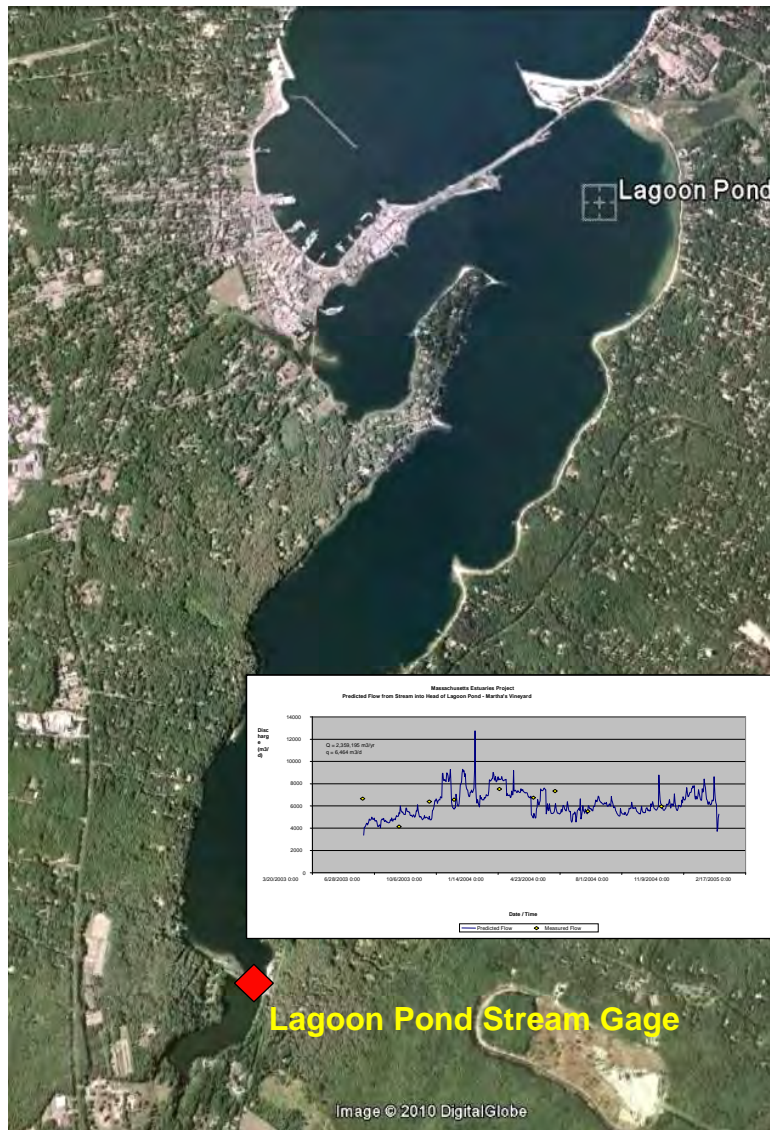 Lagoon Pond
Massachusetts Estuaries Project
Predicted Flow from Stream into Head of Lagoon Pond - Martha's Vineyard
Disc
harg
e
(m3/
d)
14000
12000
10000
8000
6000
4000
2000
0
Q = 2,359,195 m3/yr
q = 6,464 m3/d
3/20/2003 0:00 6/28/2003 0:00 10/6/2003 0:00 1/14/2004 0:00 4/23/2004 0:00 8/1/2004 0:00 11/9/2004 0:00 2/17/2005 0:00
Date / Time
Predicted Flow Measured Flow
Lagoon Pond Stream Gage
Image © 2010 DigitalGlobe